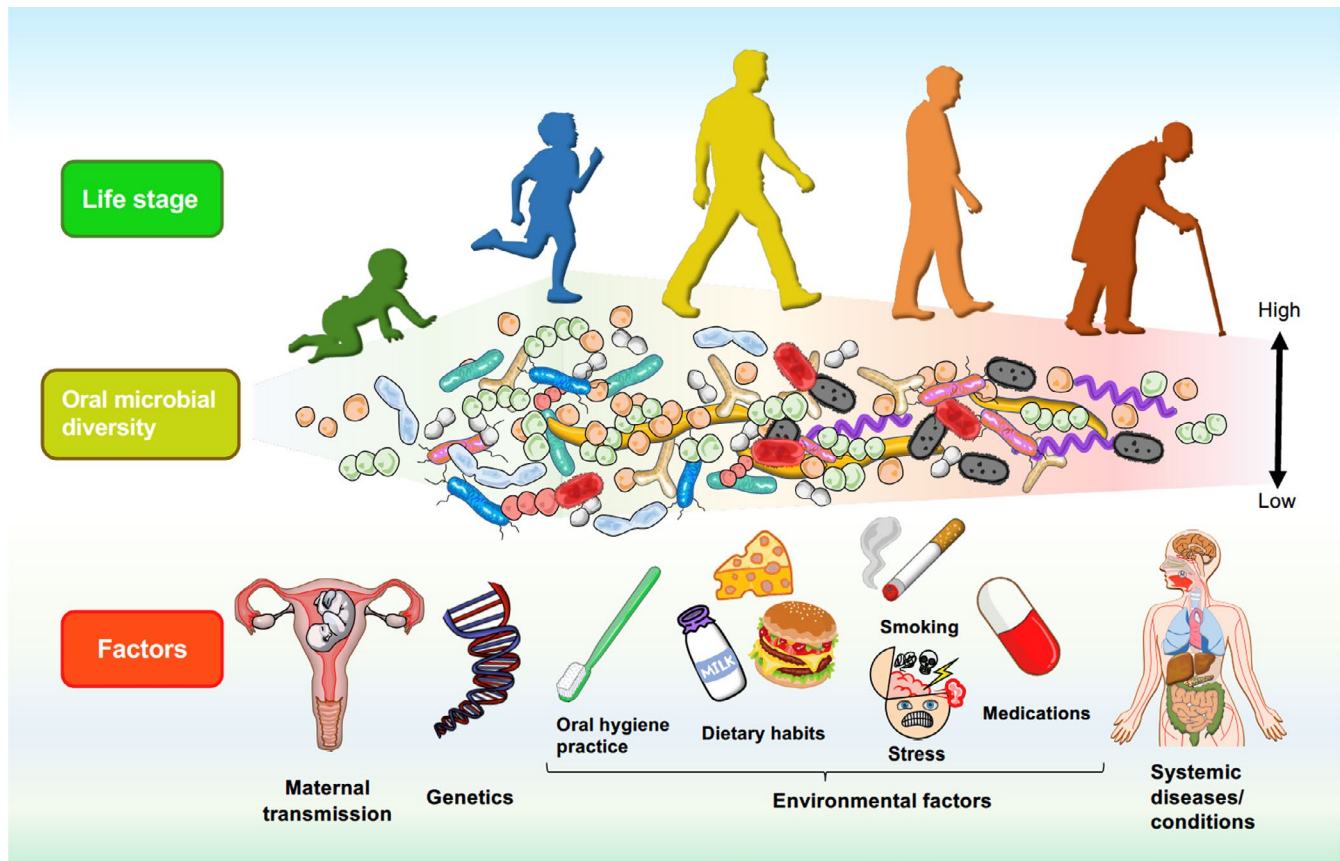 Life stage
High
Oral microbial
diversity
Low
Factors
MILK
Smoking
Oral hygiene
practice
Dietary habits
Stress
Medications
Maternal
transmission
Genetics
Environmental factors
Systemic
diseases/
conditions